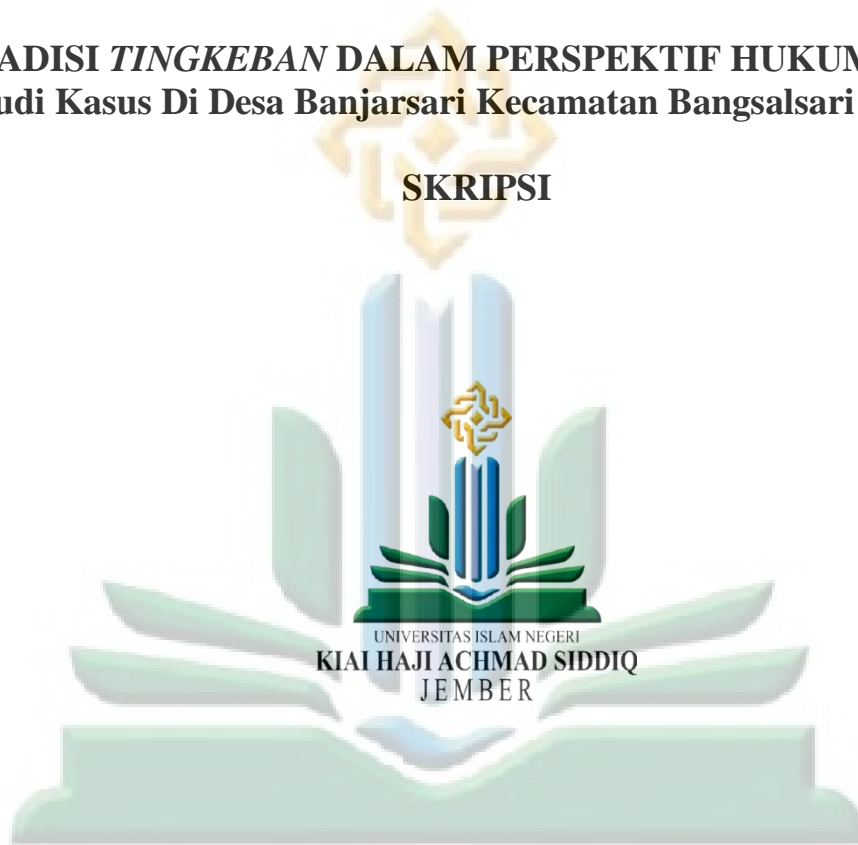 ADISI TINGKEBAN DALAM PERSPEKTIF HUKUM
udi Kasus Di Desa Banjarsari Kecamatan Bangsalsari
SKRIPSI
UNIVERSITAS ISLAM NEGERI
KIAI HAJI ACHMAD SIDDIQ
JEMBER